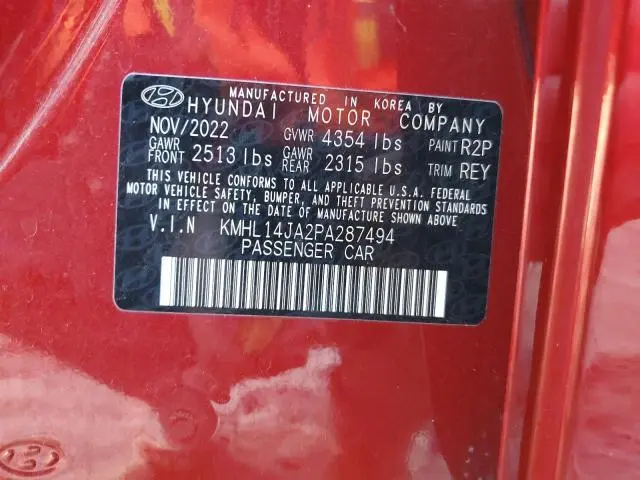 MANUFACTURED IN KOREA BY
HYUNDAI MOTOR COMPANY
NOV/2022 GVWR 4354 lbs PAINT R2P
GAWR FRONT 2513 lbs GAWR REAR 2315 lbs TRIM REY
THIS VEHICLE CONFORMS TO ALL APPLICABLE U.S.A. FEDERAL
MOTOR VEHICLE SAFETY, BUMPER, AND THEFT PREVENTION STANDARDS
IN EFFECT ON THE DATE OF MANUFACTURE SHOWN ABOVE
V.I.N KMHL14JA2PA287494
PASSENGER CAR